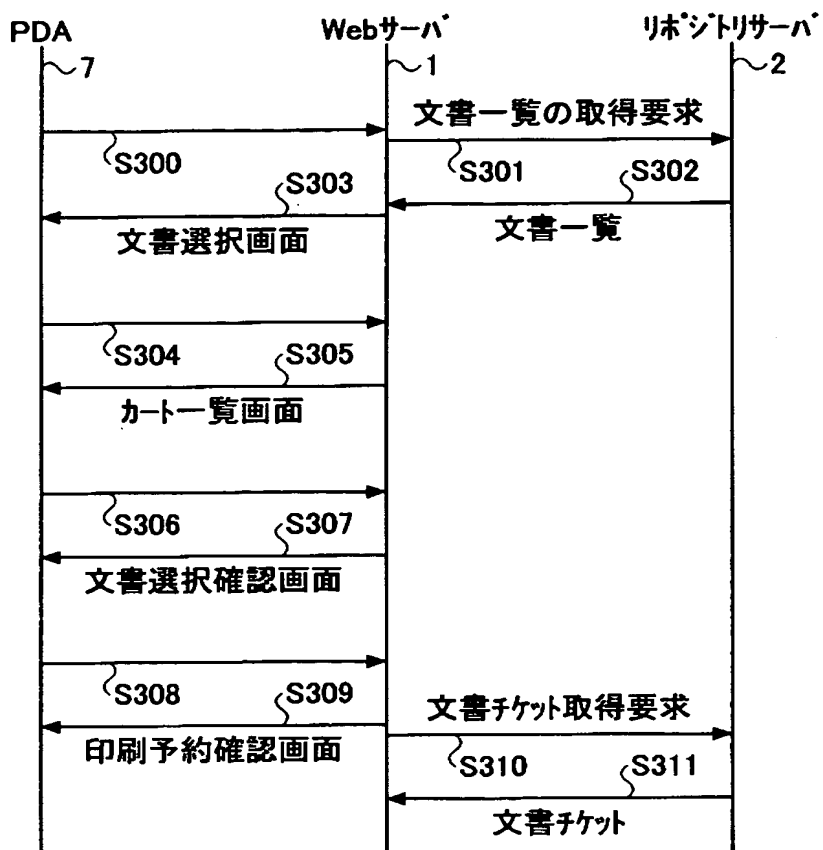 PDA
Webサーバ
リポジトリサーバ
7
1
2
文書一覧の取得要求
S300
S301
S302
S303
文書選択画面
文書一覧
S304
S305
カート一覧画面
S306
S307
文書選択確認画面
S308
S309
文書チケット取得要求
印刷予約確認画面
S310
S311
文書チケット